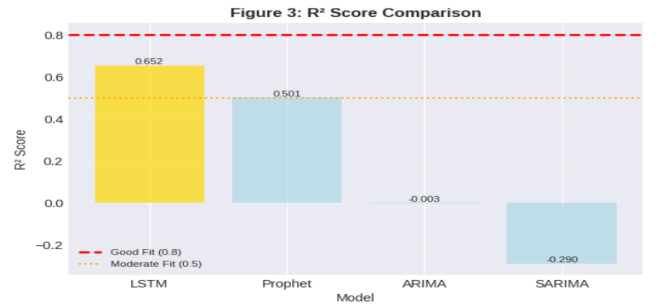 Figure 3: R² Score Comparison
0.8
0.6
0.4
0.2
0.0
−0.2
R² Score
0.652
0.501
-0.003
-0.290
Good Fit (0.8)
Moderate Fit (0.5)
LSTM Prophet ARIMA SARIMA
Model